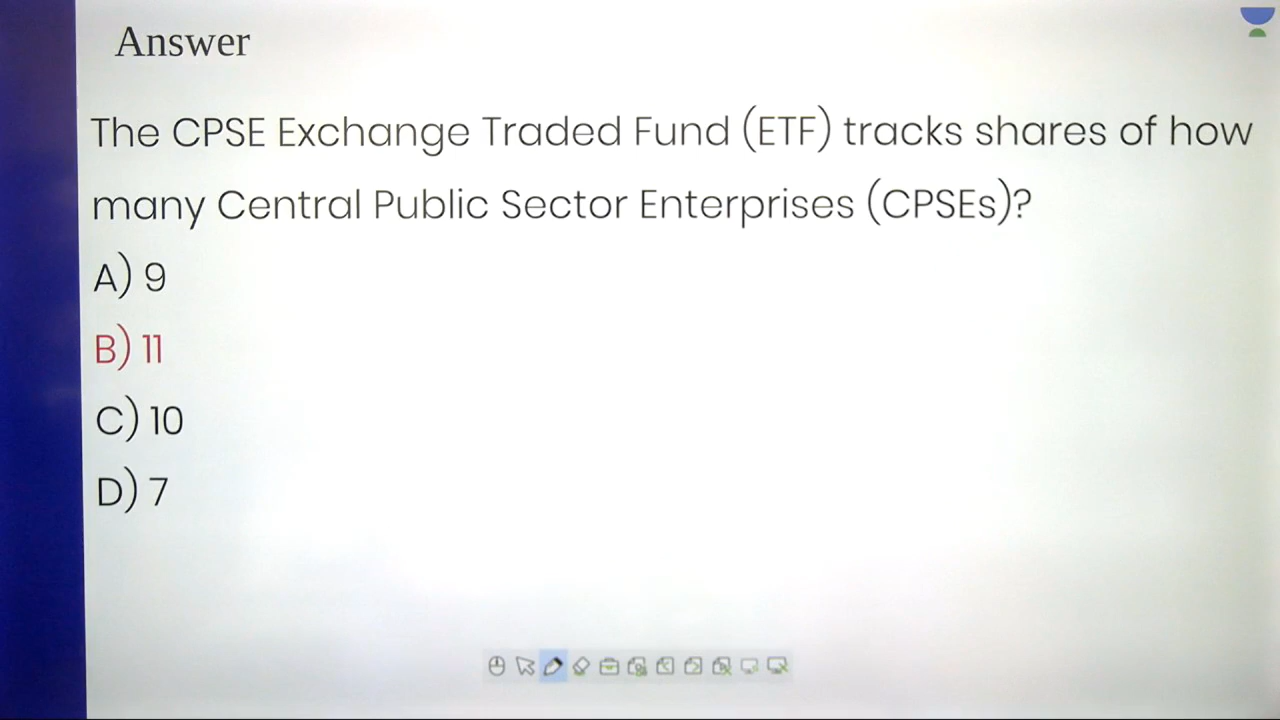 Answer
The CPSE Exchange Traded Fund (ETF) tracks shares of how
many Central Public Sector Enterprises (CPSEs)?
A) 9
B) 11
C) 10
D) 7